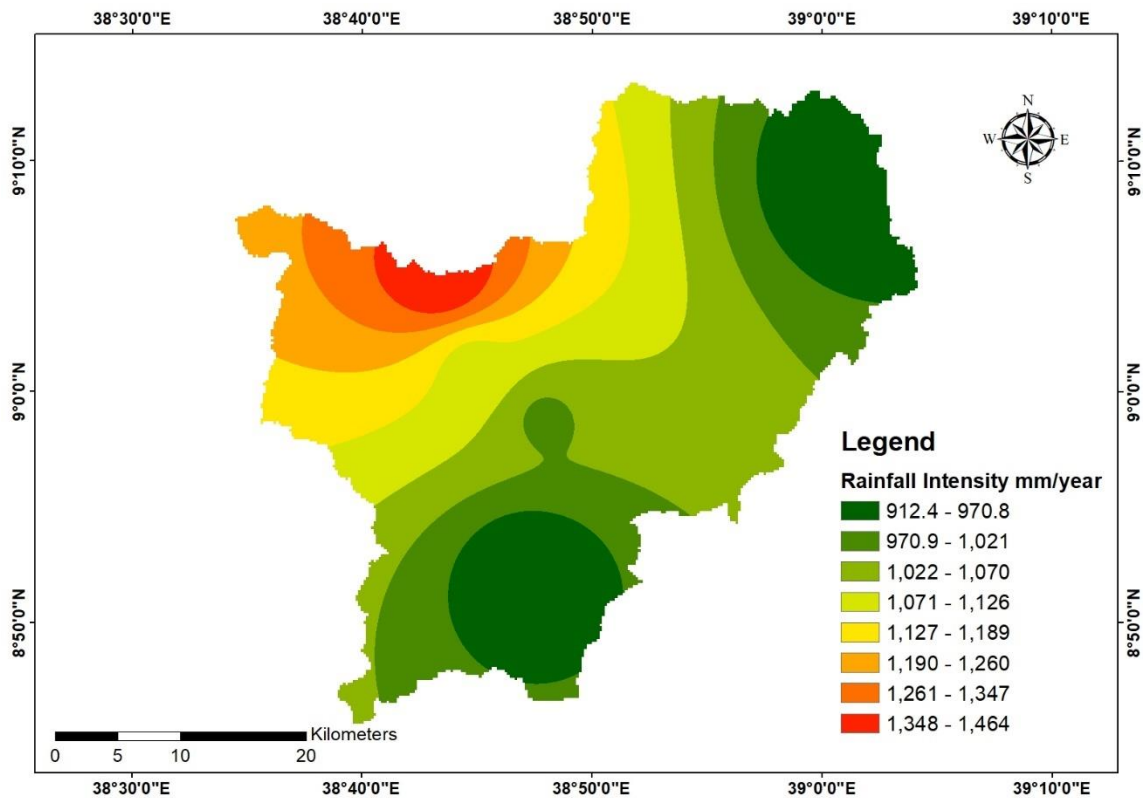 38°30'0"E 38°40'0"E 38°50'0"E 39°0'0"E 39°10'0"E
N
W E
S
9°10'0"N 9°10'0"N
9°0'0"N 9°0'0"N
8°50'0"N 8°50'0"N
Legend
Rainfall Intensity mm/year
912.4 - 970.8
970.9 - 1,021
1,022 - 1,070
1,071 - 1,126
1,127 - 1,189
1,190 - 1,260
1,261 - 1,347
1,348 - 1,464
Kilometers
0 5 10 20
38°30'0"E 38°40'0"E 38°50'0"E 39°0'0"E 39°10'0"E